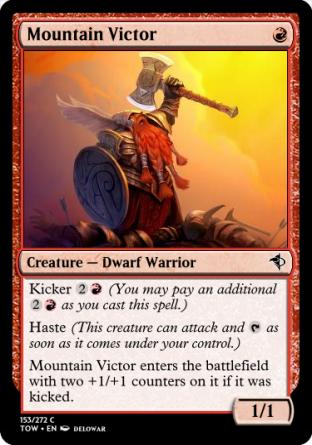 Mountain Victor
Creature — Dwarf Warrior
Kicker 2 (You may pay an additional
2 as you cast this spell.)
Haste (This creature can attack and as
soon as it comes under your control.)
Mountain Victor enters the battlefield
with two +1/+1 counters on it if it was
kicked.
1/1
153/272 C
TOW • EN DELOWAR